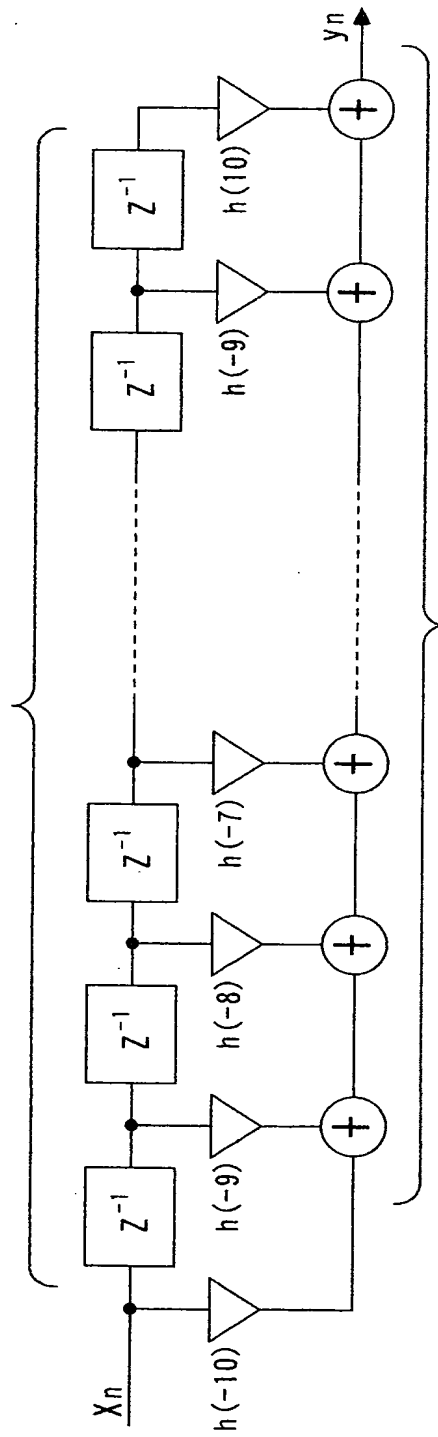 Xn
Z⁻¹
Z⁻¹
Z⁻¹
Z⁻¹
Z⁻¹
h(-10)
h(-9)
h(-8)
h(-7)
h(-9)
h(10)
+
+
+
+
+
yn